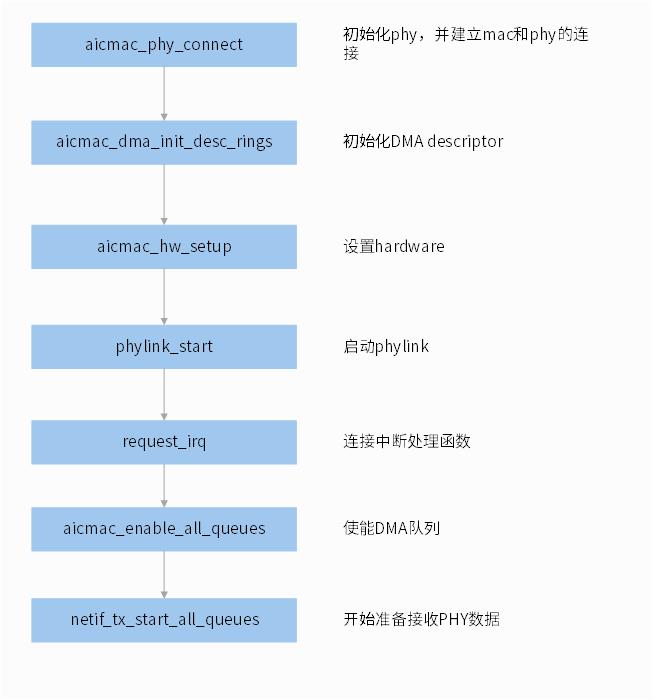 aicmac_phy_connect
初始化phy，并建立mac和phy的连
接
aicmac_dma_init_desc_rings
初始化DMA descriptor
aicmac_hw_setup
设置hardware
phylink_start
启动phylink
request_irq
连接中断处理函数
aicmac_enable_all_queues
使能DMA队列
netif_tx_start_all_queues
开始准备接收PHY数据